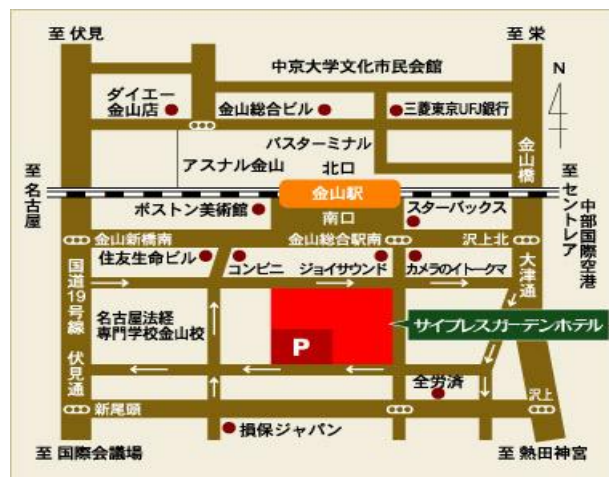 至 伏見
至 栄
中京大学文化市民会館
N
ダイエー
金山店
金山総合ビル
三菱東京UFJ銀行
バスターミナル
アスナル金山
北口
金山橋
至 名古屋
金山駅
至 セントレア
中部国際空港
ボストン美術館
南口
スターバックス
金山新橋南
金山総合駅南
沢上北
住友生命ビル
コンビニ
ジョイサウンド
カメラのイトークマ
国道19号線
大津通
名古屋法経
専門学校金山校
サイプレスガーデンホテル
P
伏見通
全労済
沢上
新尾頭
損保ジャパン
至 国際会議場
至 熱田神宮